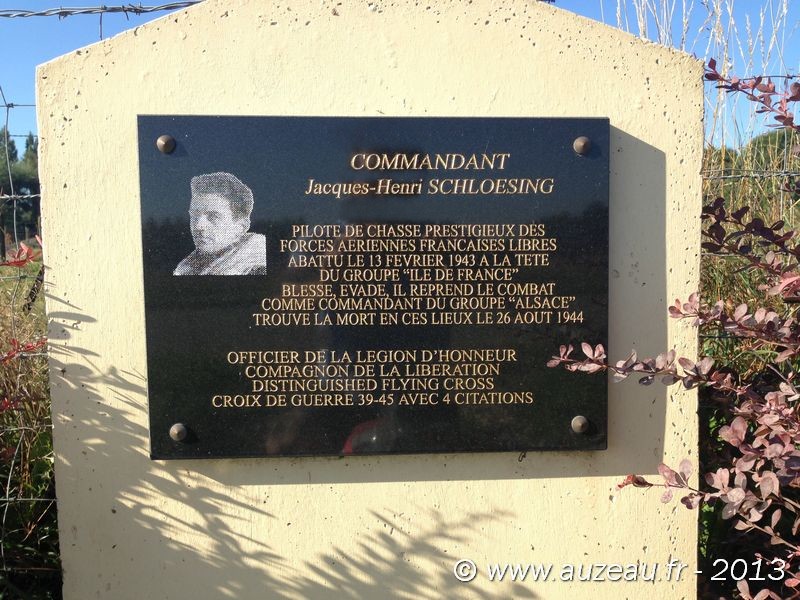 COMMANDANT
Jacques-Henri SCHLOESING
PILOTE DE CHASSE PRESTIGIEUX DES
FORCES AERIENNES FRANCAISES LIBRES
ABATTU LE 13 FEVRIER 1943 A LA TETE
DU GROUPE "ILE DE FRANCE"
BLESSE, EVADE, IL REPREND LE COMBAT
COMME COMMANDANT DU GROUPE "ALSACE"
TROUVE LA MORT EN CES LIEUX LE 26 AOUT 1944
OFFICIER DE LA LEGION D'HONNEUR
COMPAGNON DE LA LIBERATION
DISTINGUISHED FLYING CROSS
CROIX DE GUERRE 39-45 AVEC 4 CITATIONS
© www.auzeau.fr - 2013